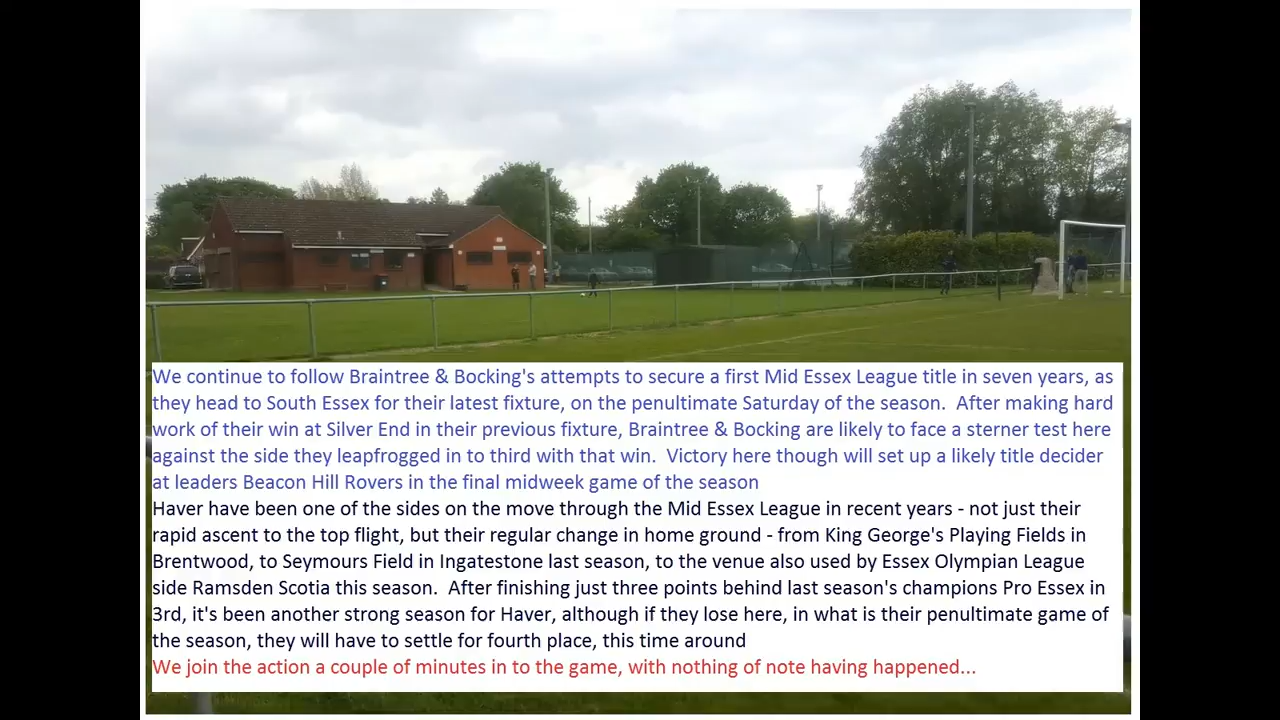 We continue to follow Braintree & Bocking's attempts to secure a first Mid Essex League title in seven years, as
they head to South Essex for their latest fixture, on the penultimate Saturday of the season.  After making hard
work of their win at Silver End in their previous fixture, Braintree & Bocking are likely to face a sterner test here
against the side they leapfrogged in to third with that win.  Victory here though will set up a likely title decider
at leaders Beacon Hill Rovers in the final midweek game of the season
Haver have been one of the sides on the move through the Mid Essex League in recent years - not just their
rapid ascent to the top flight, but their regular change in home ground - from King George's Playing Fields in
Brentwood, to Seymours Field in Ingatestone last season, to the venue also used by Essex Olympian League
side Ramsden Scotia this season.  After finishing just three points behind last season's champions Pro Essex in
3rd, it's been another strong season for Haver, although if they lose here, in what is their penultimate game of
the season, they will have to settle for fourth place, this time around
We join the action a couple of minutes in to the game, with nothing of note having happened...